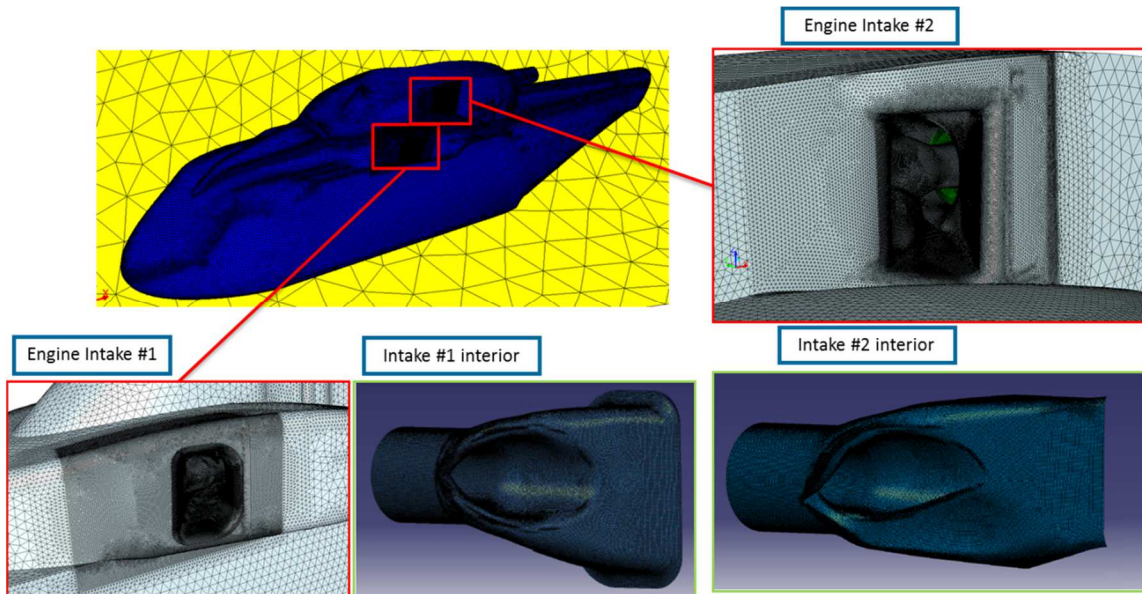 Engine Intake #2
Engine Intake #1
Intake #1 interior
Intake #2 interior